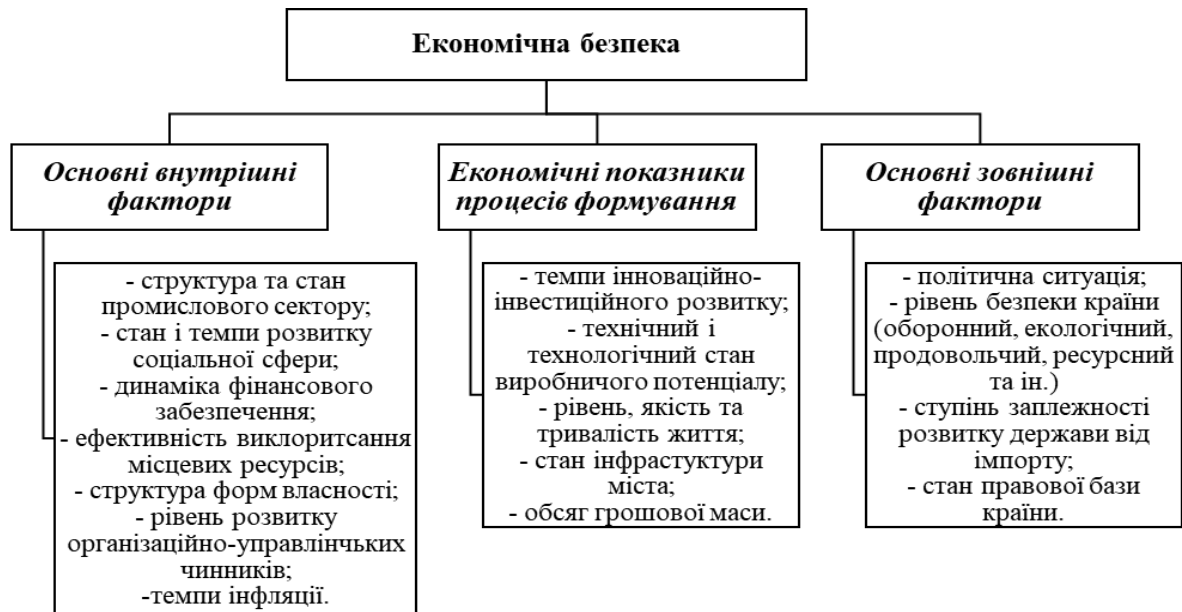 Економічна безпека
Основні внутрішні
фактори
- структура та стан
промислового сектору;
- стан і темпи розвитку
соціальної сфери;
- динаміка фінансового
забезпечення;
- ефективність виклоритсання
місцевих ресурсів;
- структура форм власності;
- рівень розвитку
організаційно-управлінчьких
чинників;
-темпи інфляції.
Економічні показники
процесів формування
- темпи інноваційно-
інвестиційного розвитку;
- технічний і
технологічний стан
виробничого потенціалу;
- рівень, якість та
тривалість життя;
- стан інфрастуктури
міста;
- обсяг грошової маси.
Основні зовнішні
фактори
- політична ситуація;
- рівень безпеки країни
(оборонний, екологічний,
продовольчий, ресурсний
та ін.)
- ступінь заплежності
розвитку держави від
імпорту;
- стан правової бази
країни.